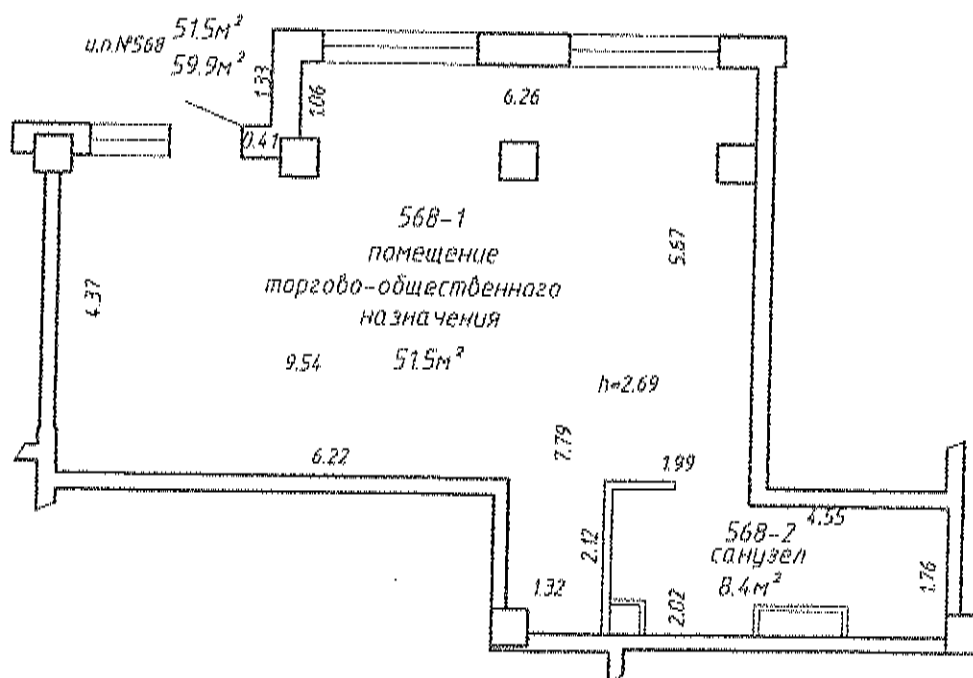 и.п.№568 51.5м²
59.9м²
1.33
1.06
6.26
0.41
568-1
помещение
торгово-общественного
назначения
51.5м²
5.67
4.37
9.54
h=2.69
6.22
7.79
1.99
4.55
568-2
санузел
8.4м²
2.12
1.76
1.32
2.02